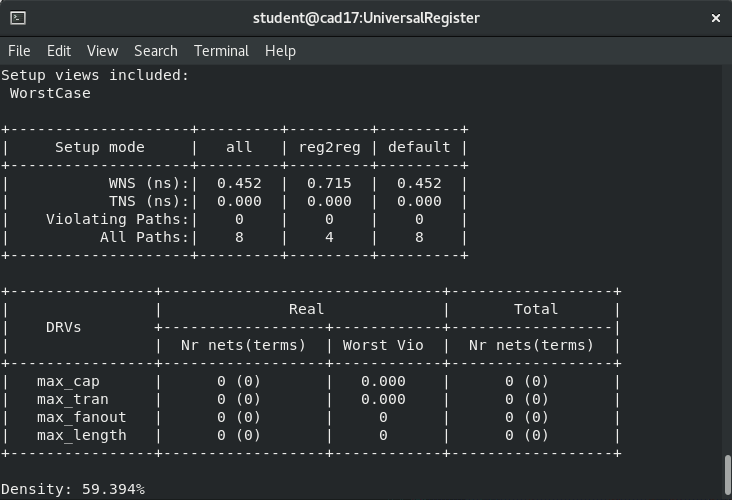 student@cad17:UniversalRegister
File Edit View Search Terminal Help
Setup views included:
 WorstCase
+--------------------+---------+---------+---------+
|     Setup mode     |   all   | reg2reg | default |
+--------------------+---------+---------+---------+
|           WNS (ns):|  0.452  |  0.715  |  0.452  |
|           TNS (ns):|  0.000  |  0.000  |  0.000  |
|    Violating Paths:|    0    |    0    |    0    |
|          All Paths:|    8    |    4    |    8    |
+--------------------+---------+---------+---------+
+----------------+-------------------------------+------------------+
|                |              Real             |       Total      |
|    DRVs        +------------------+------------+------------------|
|                |  Nr nets(terms)  | Worst Vio  |  Nr nets(terms)  |
+----------------+------------------+------------+------------------+
|   max_cap      |      0 (0)       |   0.000    |      0 (0)       |
|   max_tran     |      0 (0)       |   0.000    |      0 (0)       |
|   max_fanout   |      0 (0)       |     0      |      0 (0)       |
|   max_length   |      0 (0)       |     0      |      0 (0)       |
+----------------+------------------+------------+------------------+
Density: 59.394%